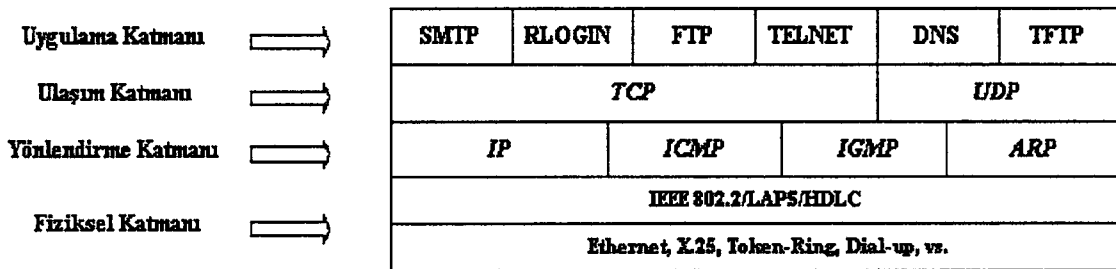 Uygulama Katmanı SMTP RLOGIN FTP TELNET DNS TFTP
Ulaşım Katmanı TCP UDP
Yönlendirme Katmanı IP ICMP IGMP ARP
IEEE 802.2/LAPS/HDLC
Fiziksel Katmanı
Ethernet, X.25, Token-Ring, Dial-up, vs.